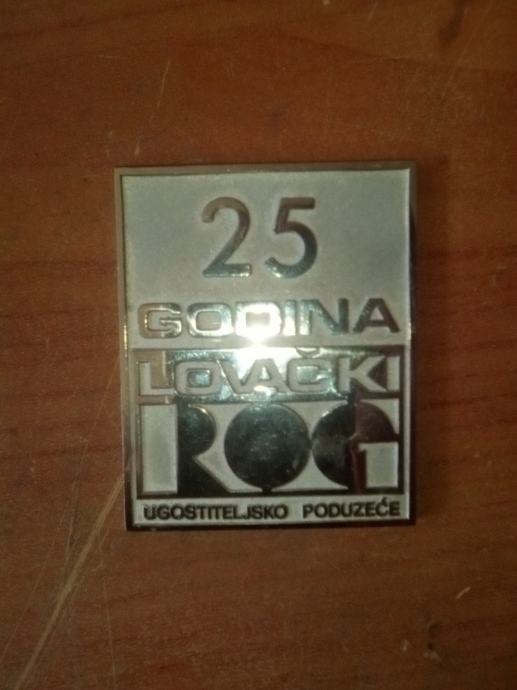 25
GODINA
LOVAČKI
ROG
UGOSTITELJSKO PODUZEĆE